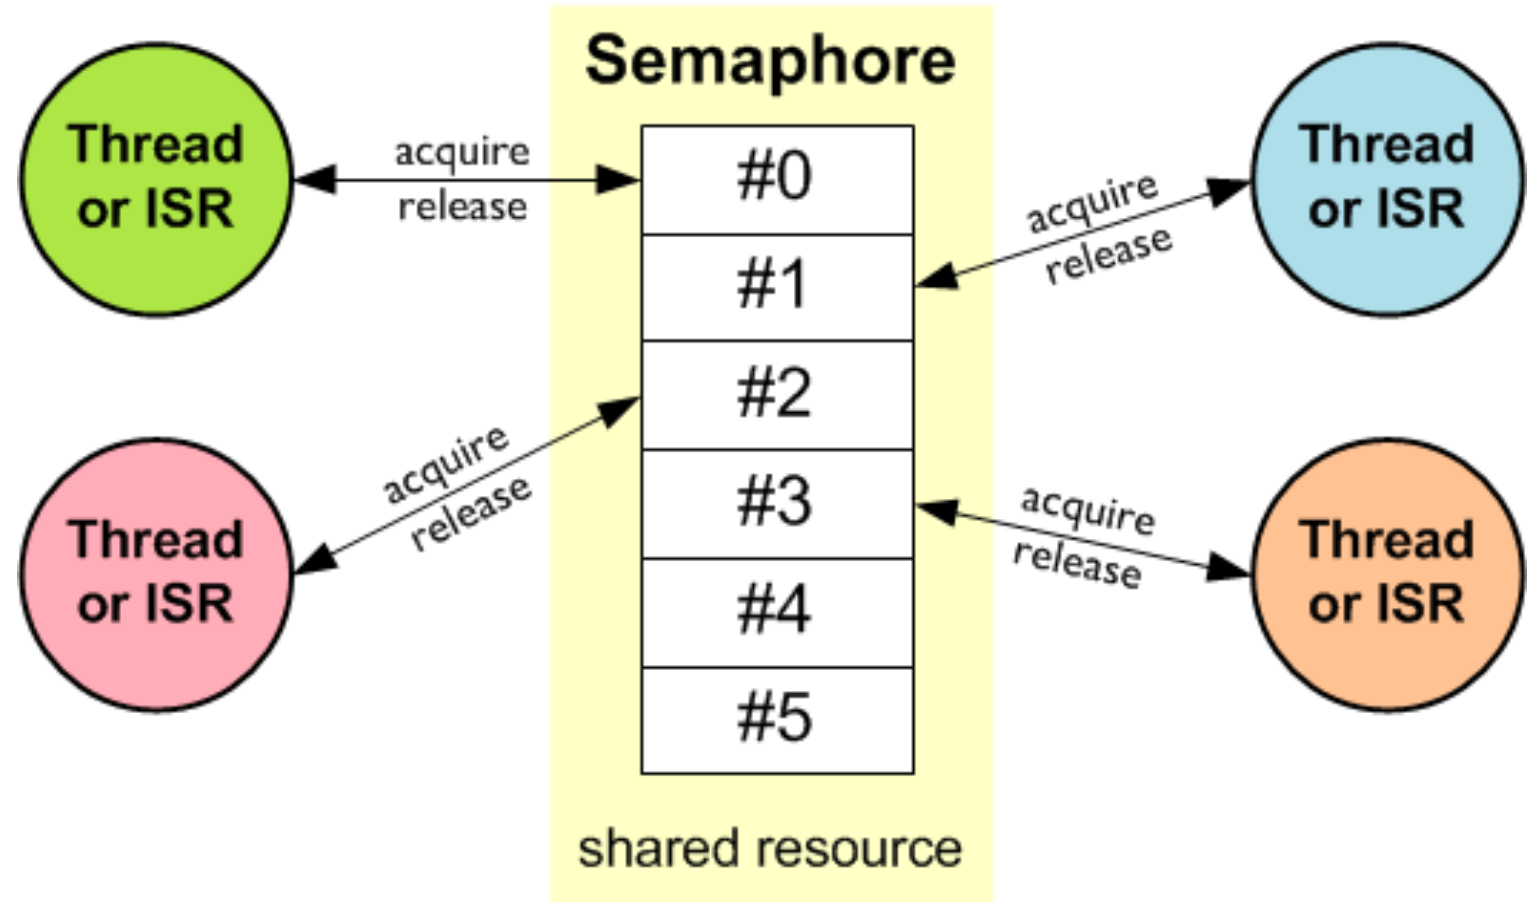 Semaphore
Thread
or ISR
acquire
release
#0
#1
#2
#3
#4
#5
acquire
release
Thread
or ISR
Thread
or ISR
acquire
release
acquire
release
Thread
or ISR
shared resource